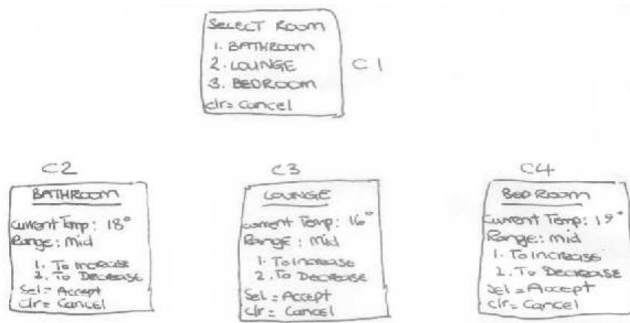 SELECT ROOM
1. BATHROOM
2. LOUNGE
3. BEDROOM
clr = Cancel
C1
C2
BATHROOM
Current Temp: 18°
Range: Mid
1. To Increase
2. To Decrease
Sel = Accept
Clr = Cancel
C3
LOUNGE
Current Temp: 16°
Range: Mid
1. To Increase
2. To Decrease
Sel = Accept
Clr = Cancel
C4
BEDROOM
Current Temp: 19°
Range: Mid
1. To Increase
2. To Decrease
Sel = Accept
Clr = Cancel